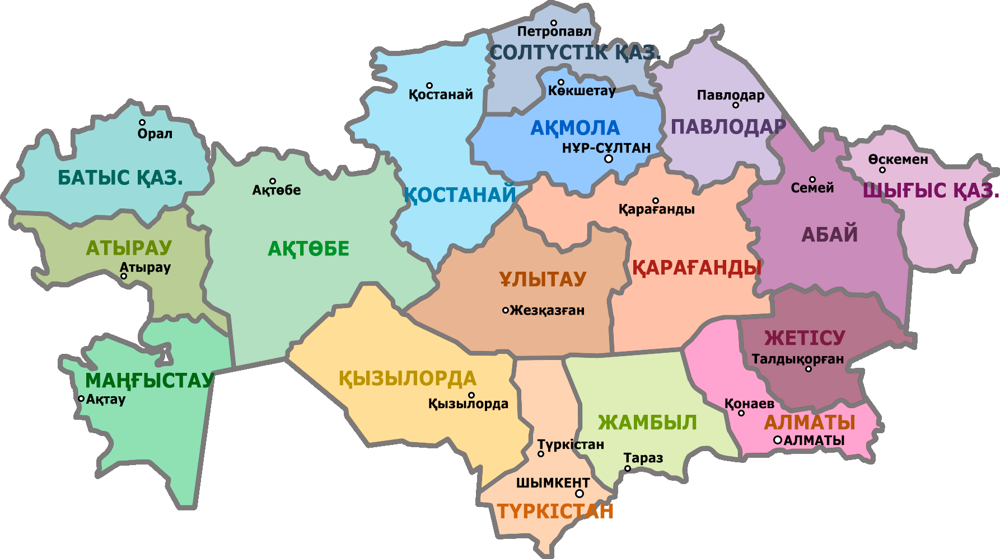 Петропавл
СОЛТҮСТІК ҚАЗ.
Қостанай
Көкшетау
Павлодар
АҚМОЛА
ПАВЛОДАР
Орал
НҰР-СҰЛТАН
Өскемен
БАТЫС ҚАЗ.
Ақтөбе
ҚОСТАНАЙ
Семей
ШЫҒЫС ҚАЗ.
Қарағанды
АБАЙ
АТЫРАУ
АҚТӨБЕ
Атырау
ҰЛЫТАУ
ҚАРАҒАНДЫ
Жезқазған
ЖЕТІСУ
Талдықорған
МАҢҒЫСТАУ
ҚЫЗЫЛОРДА
Ақтау
Қызылорда
Қонаев
ЖАМБЫЛ
АЛМАТЫ
АЛМАТЫ
Түркістан
Тараз
ШЫМКЕНТ
ТҮРКІСТАН